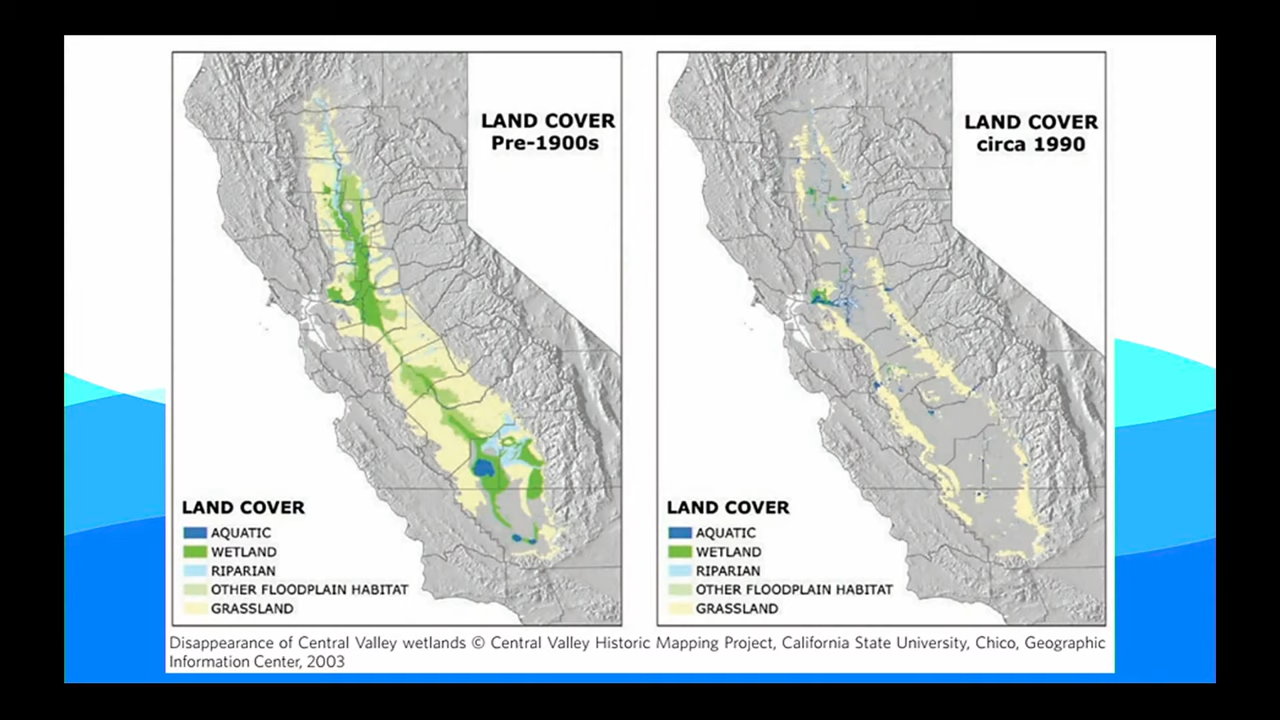 LAND COVER
Pre-1900s
LAND COVER
AQUATIC
WETLAND
RIPARIAN
OTHER FLOODPLAIN HABITAT
GRASSLAND
LAND COVER
circa 1990
LAND COVER
AQUATIC
WETLAND
RIPARIAN
OTHER FLOODPLAIN HABITAT
GRASSLAND
Disappearance of Central Valley wetlands © Central Valley Historic Mapping Project, California State University, Chico, Geographic
Information Center, 2003